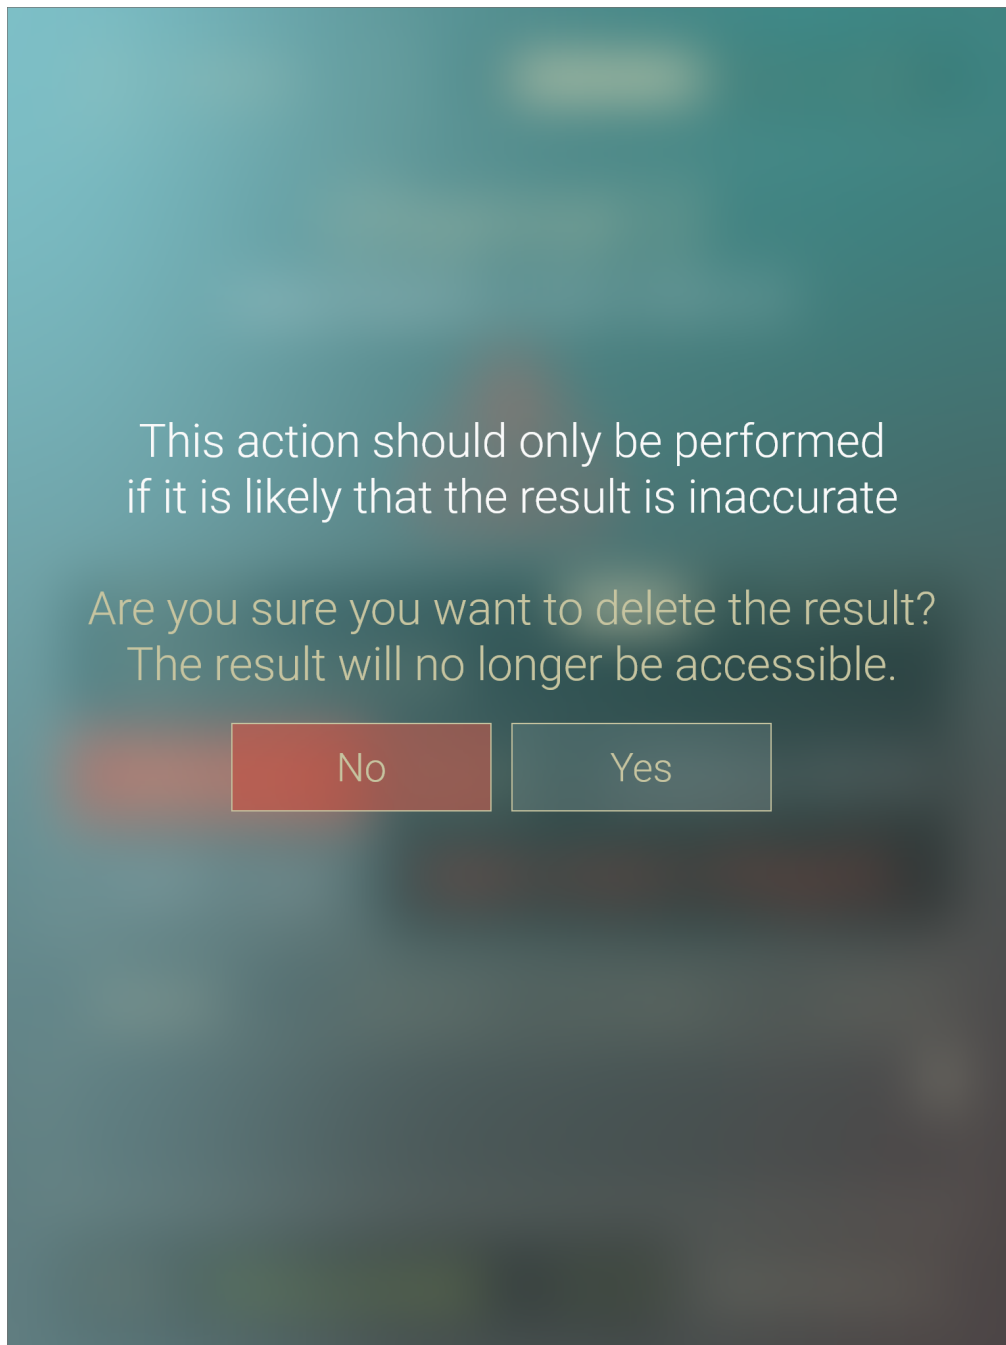 This action should only be performed
if it is likely that the result is inaccurate
Are you sure you want to delete the result?
The result will no longer be accessible.
No
Yes